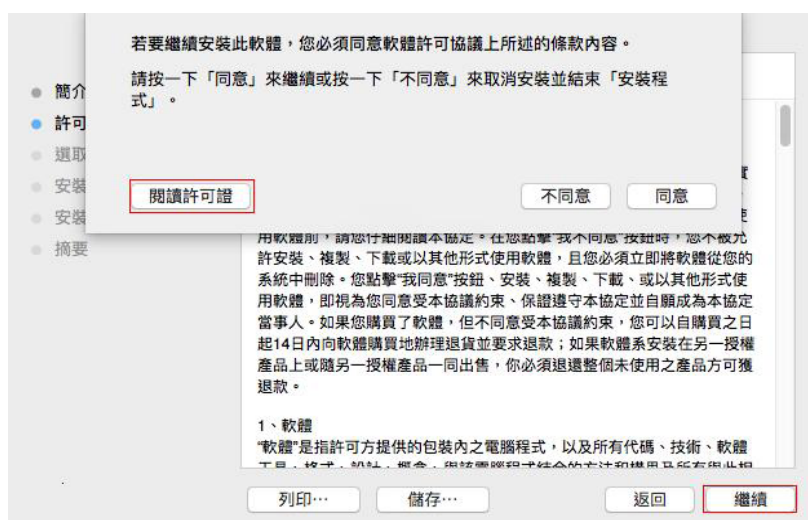 若要繼續安裝此軟體，您必須同意軟體許可協議上所述的條款內容。
請按一下「同意」來繼續或按一下「不同意」來取消安裝並結束「安裝程
式」。
閱讀許可證
不同意
同意
簡介
許可
選取
安裝
安裝
摘要
用軟體前，請您仔細閱讀本協定。在您點擊“我不同意”按鈕時，您不被允
許安裝、複製、下載或以其他形式使用軟體，且您必須立即將軟體從您的
系統中刪除。您點擊“我同意”按鈕、安裝、複製、下載、或以其他形式使
用軟體，即視為您同意受本協議約束、保證遵守本協定並自願成為本協定
當事人。如果您購買了軟體，但不同意受本協議約束，您可以自購買之日
起14日內向軟體購買地辦理退貨並要求退款；如果軟體系安裝在另一授權
產品上或隨另一授權產品一同出售，你必須退還整個未使用之產品方可獲
退款。
1、軟體
“軟體”是指許可方提供的包裝內之電腦程式，以及所有代碼、技術、軟體
列印…
儲存…
返回
繼續